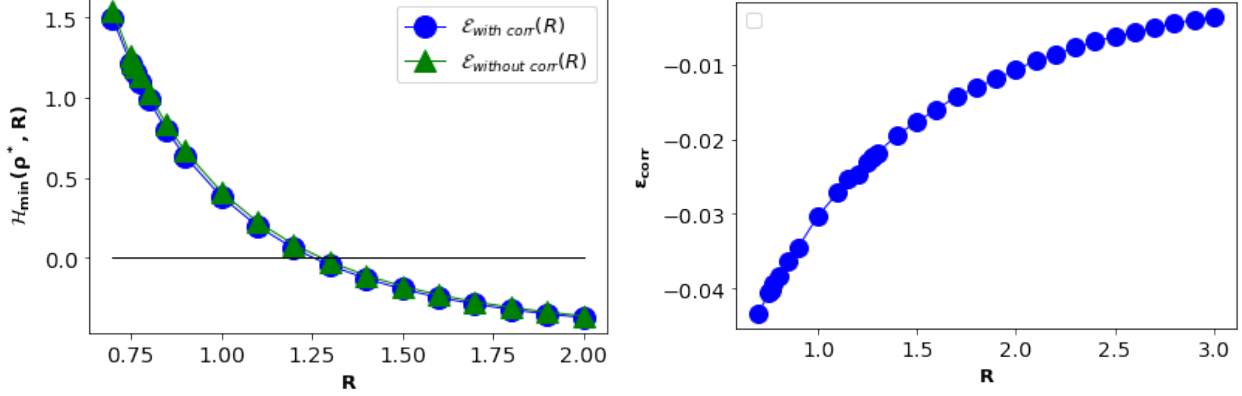 1.5
1.0
0.5
0.0
ℋmin(ρ* , R)
0.75 1.00 1.25 1.50 1.75 2.00
R
ℰwith corr(R)
ℰwithout corr(R)
−0.01
−0.02
−0.03
−0.04
εcorr
1.0 1.5 2.0 2.5 3.0
R